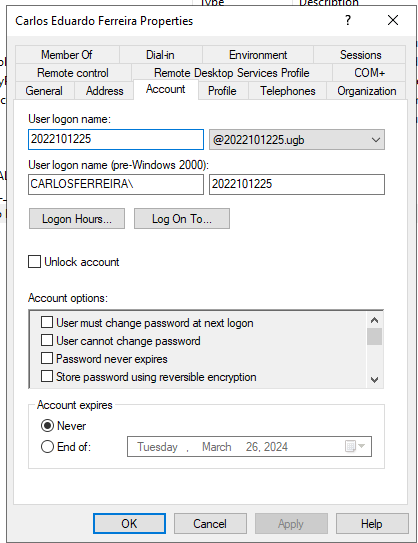 Type
Description
Carlos Eduardo Ferreira Properties ? ×
Member Of Dial-in Environment Sessions
Remote control Remote Desktop Services Profile COM+
General Address Account Profile Telephones Organization
User logon name:
2022101225 @2022101225.ugb
User logon name (pre-Windows 2000):
CARLOSFERREIRA\ 2022101225
Logon Hours... Log On To...
Unlock account
Account options:
User must change password at next logon
User cannot change password
Password never expires
Store password using reversible encryption
Account expires
Never
End of: Tuesday , March 26, 2024
OK Cancel Apply Help